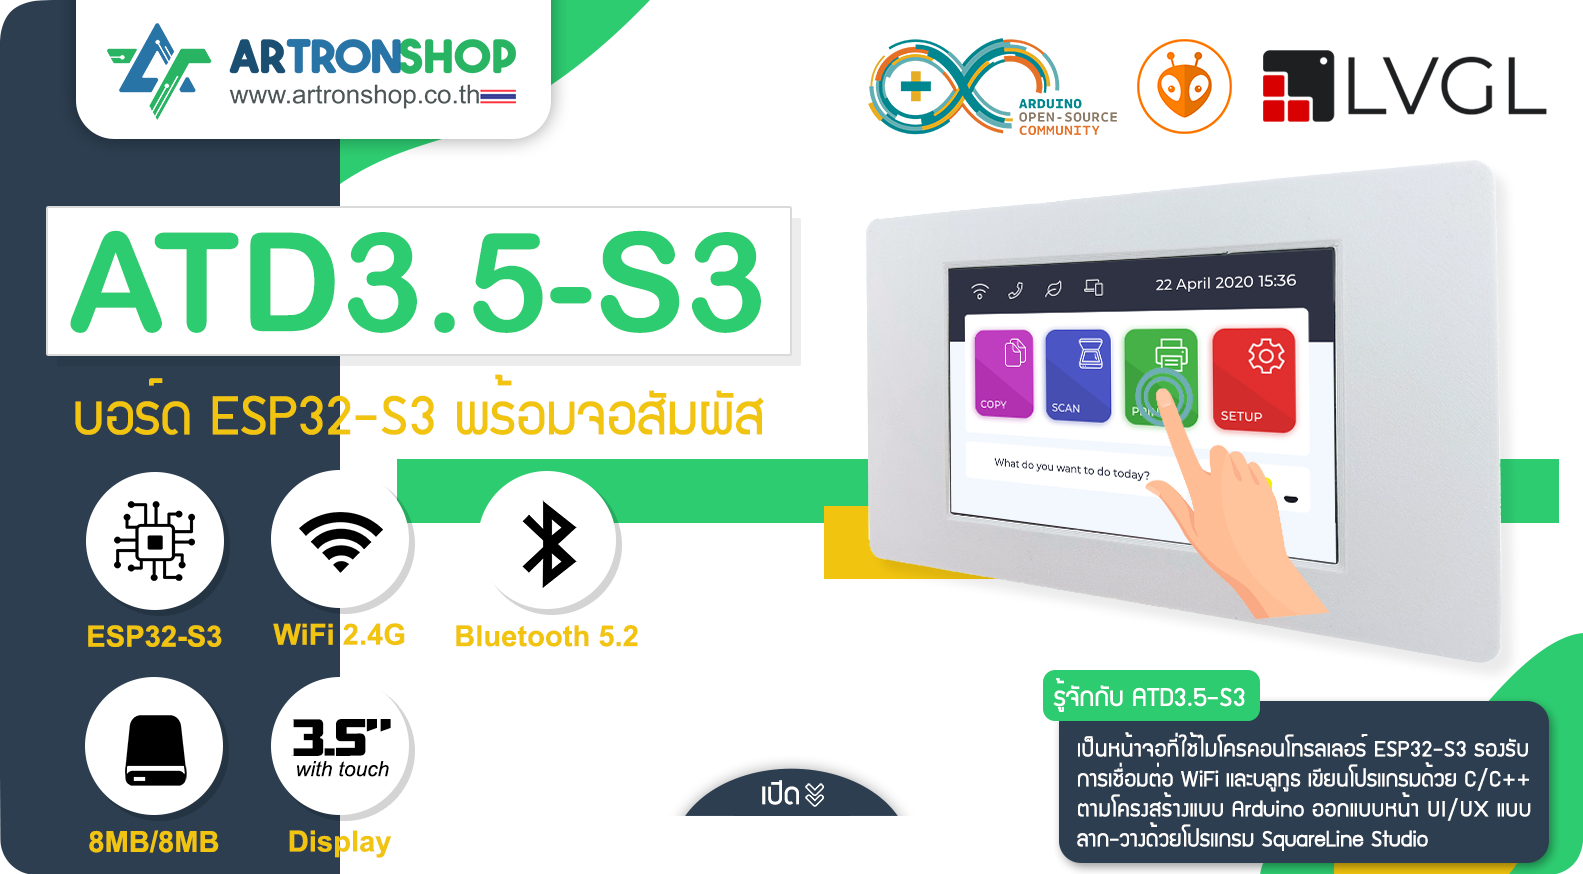 ARTRONSHOP
www.artronshop.co.th
ARDUINO
OPEN-SOURCE
COMMUNITY
LVGL
ATD3.5-S3
บอร์ด ESP32-S3 พร้อมจอสัมผัส
22 April 2020 15:36
COPY
SCAN
SETUP
What do you want to do today?
ESP32-S3
WiFi 2.4G
Bluetooth 5.2
3.5"
with touch
8MB/8MB
Display
เปิด
รู้จักกับ ATD3.5-S3
เป็นหน้าจอที่ใช้ไมโครคอนโทรลเลอร์ ESP32-S3 รองรับ
การเชื่อมต่อ WiFi และบลูทูธ เขียนโปรแกรมด้วย C/C++
ตามโครงสร้างแบบ Arduino ออกแบบหน้า UI/UX แบบ
ลาก-วางด้วยโปรแกรม SquareLine Studio